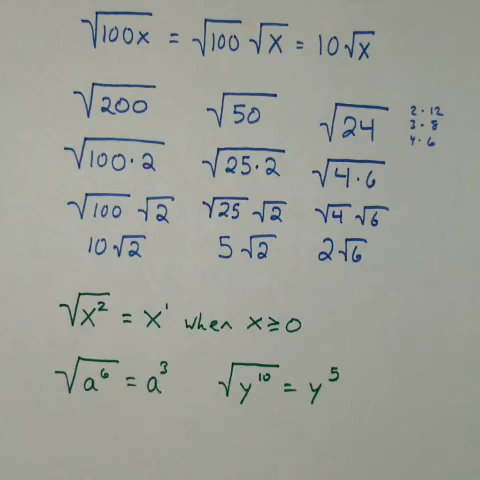 √100x = √100 √x = 10√x
√200 √50 √24 2·12
3·8
4·6
√100·2 √25·2 √4·6
√100 √2 √25 √2 √4 √6
10√2 5√2 2√6
√x² = x¹ when x ≥ 0
√a⁶ = a³ √y¹⁰ = y⁵